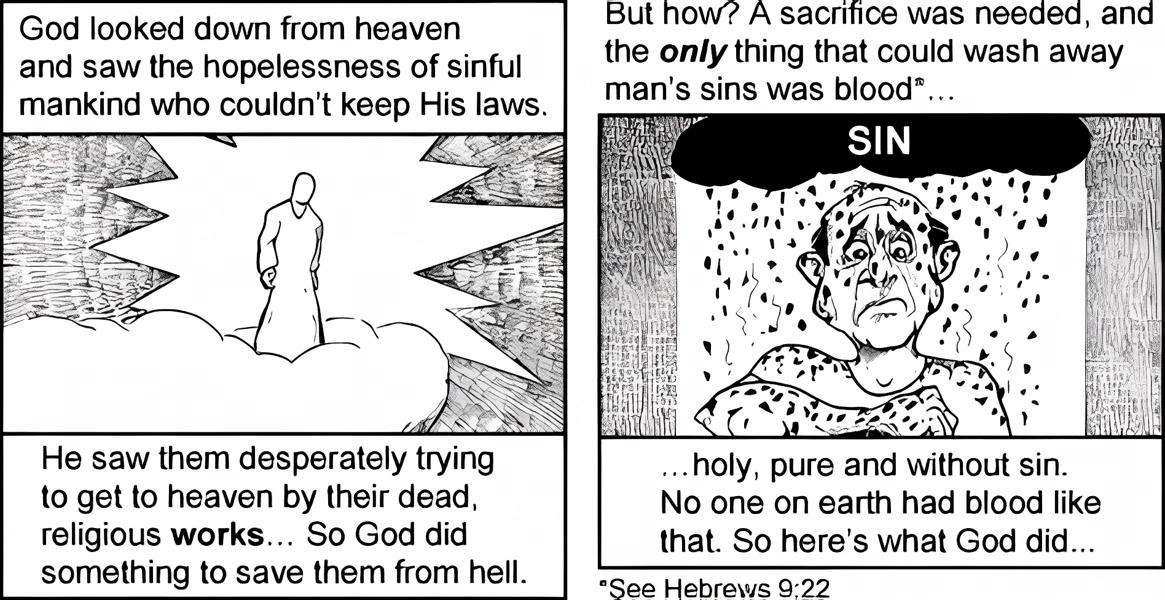 God looked down from heaven
and saw the hopelessness of sinful
mankind who couldn't keep His laws.
He saw them desperately trying
to get to heaven by their dead,
religious works... So God did
something to save them from hell.
But how? A sacrifice was needed, and
the only thing that could wash away
man's sins was blood*...
SIN
...holy, pure and without sin.
No one on earth had blood like
that. So here's what God did...
*See Hebrews 9:22